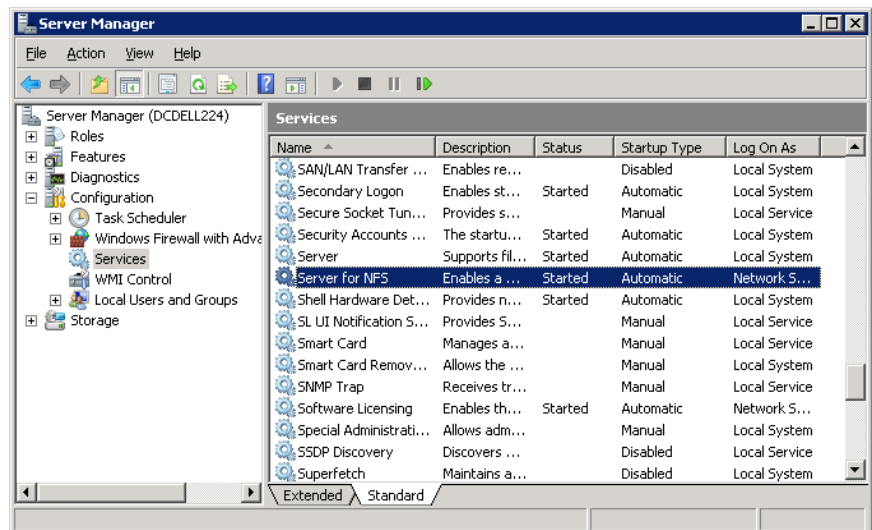 Server Manager
File Action View Help
Server Manager (DCDELL224)
Roles
Features
Diagnostics
Configuration
Task Scheduler
Windows Firewall with Adva
Services
WMI Control
Local Users and Groups
Storage
Services
Name Description Status Startup Type Log On As
SAN/LAN Transfer ... Enables re... Disabled Local System
Secondary Logon Enables st... Started Automatic Local System
Secure Socket Tun... Provides s... Manual Local Service
Security Accounts ... The startu... Started Automatic Local System
Server Supports fil... Started Automatic Local System
Server for NFS Enables a ... Started Automatic Network S...
Shell Hardware Det... Provides n... Started Automatic Local System
SL UI Notification S... Provides S... Manual Local Service
Smart Card Manages a... Manual Local Service
Smart Card Remov... Allows the ... Manual Local System
SNMP Trap Receives tr... Manual Local Service
Software Licensing Enables th... Started Automatic Network S...
Special Administrati... Allows adm... Manual Local System
SSDP Discovery Discovers ... Disabled Local Service
Superfetch Maintains a... Disabled Local System
Extended Standard